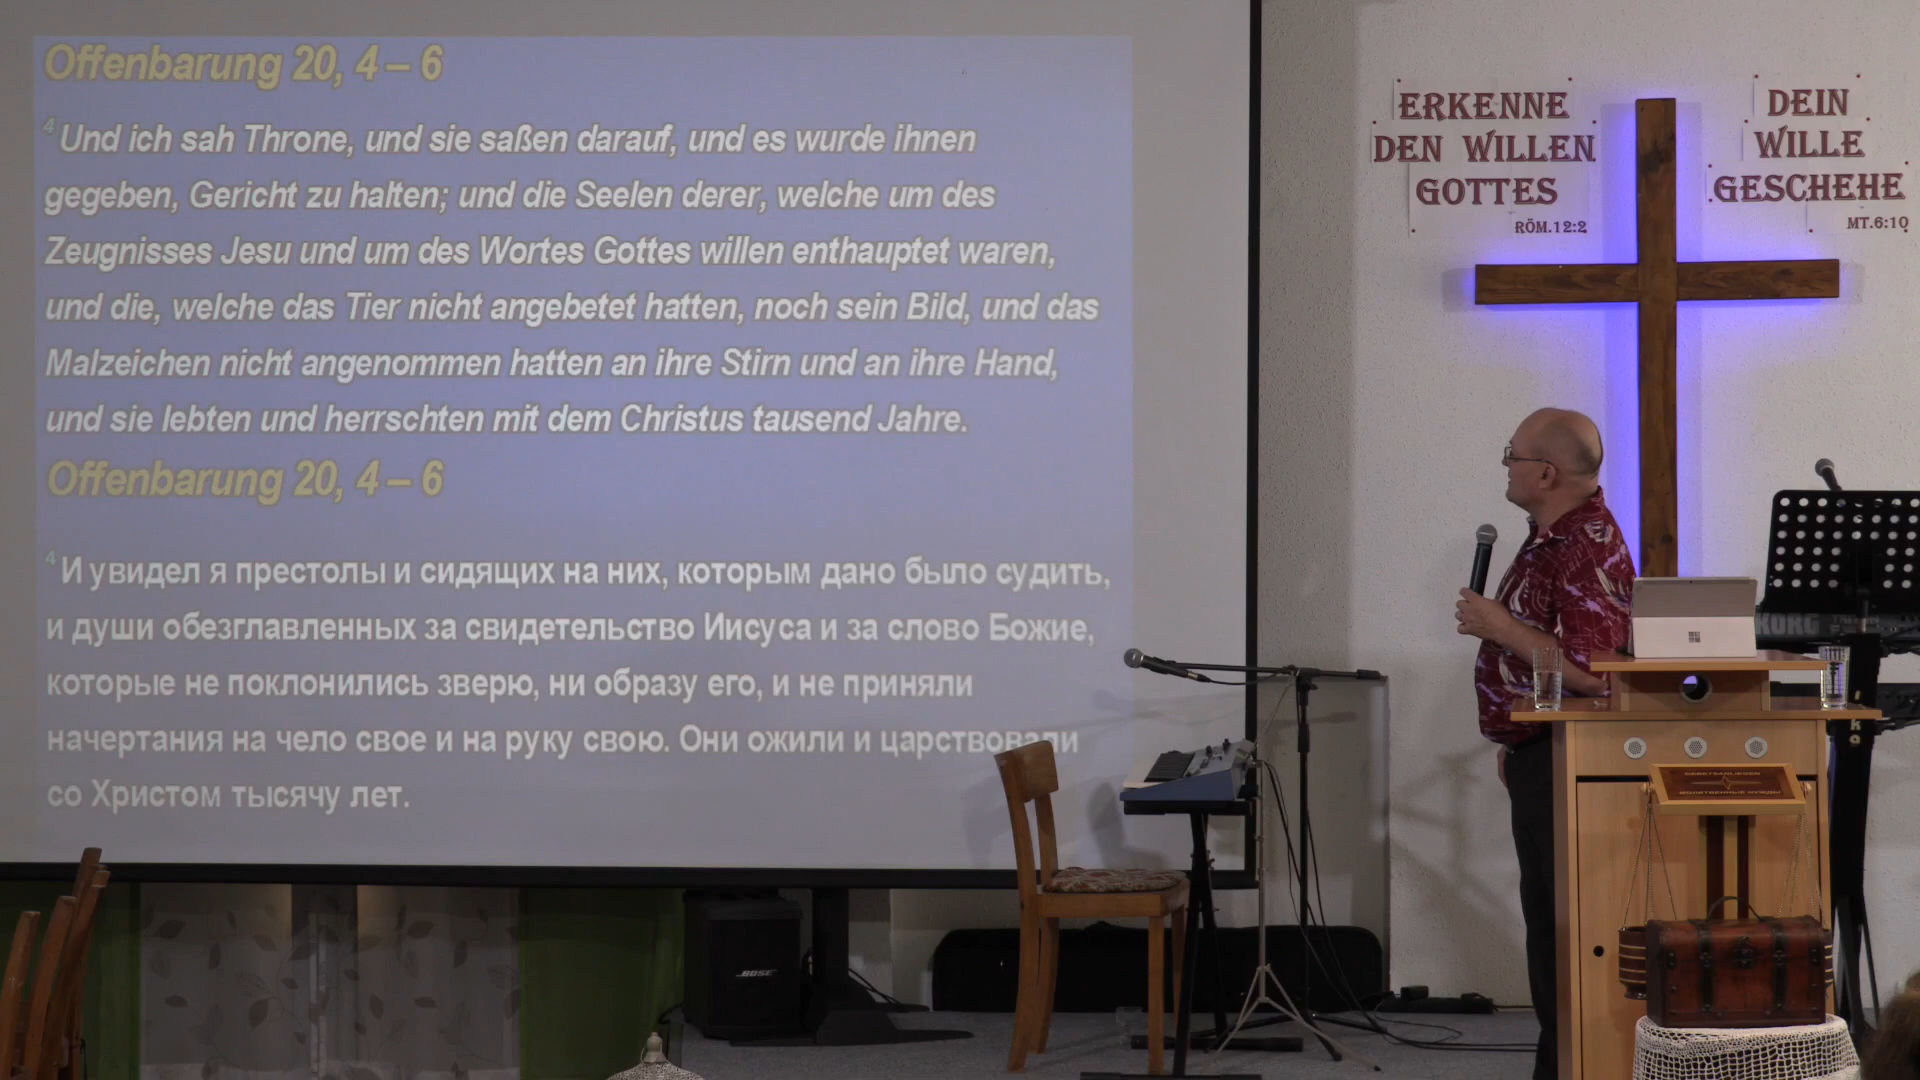 Offenbarung 20, 4 – 6
4 Und ich sah Throne, und sie saßen darauf, und es wurde ihnen
gegeben, Gericht zu halten; und die Seelen derer, welche um des
Zeugnisses Jesu und um des Wortes Gottes willen enthauptet waren,
und die, welche das Tier nicht angebetet hatten, noch sein Bild, und das
Malzeichen nicht angenommen hatten an ihre Stirn und an ihre Hand,
und sie lebten und herrschten mit dem Christus tausend Jahre.
Offenbarung 20, 4 – 6
4 И увидел я престолы и сидящих на них, которым дано было судить,
и души обезглавленных за свидетельство Иисуса и за слово Божие,
которые не поклонились зверю, ни образу его, и не приняли
начертания на чело свое и на руку свою. Они ожили и царствовали
со Христом тысячу лет.
ERKENNE
DEN WILLEN
GOTTES
RÖM.12:2
DEIN
WILLE
GESCHEHE
MT.6:10
KORG
BOSE
GEBETSANLIEGEN
МОЛИТВЕННЫЕ НУЖДЫ